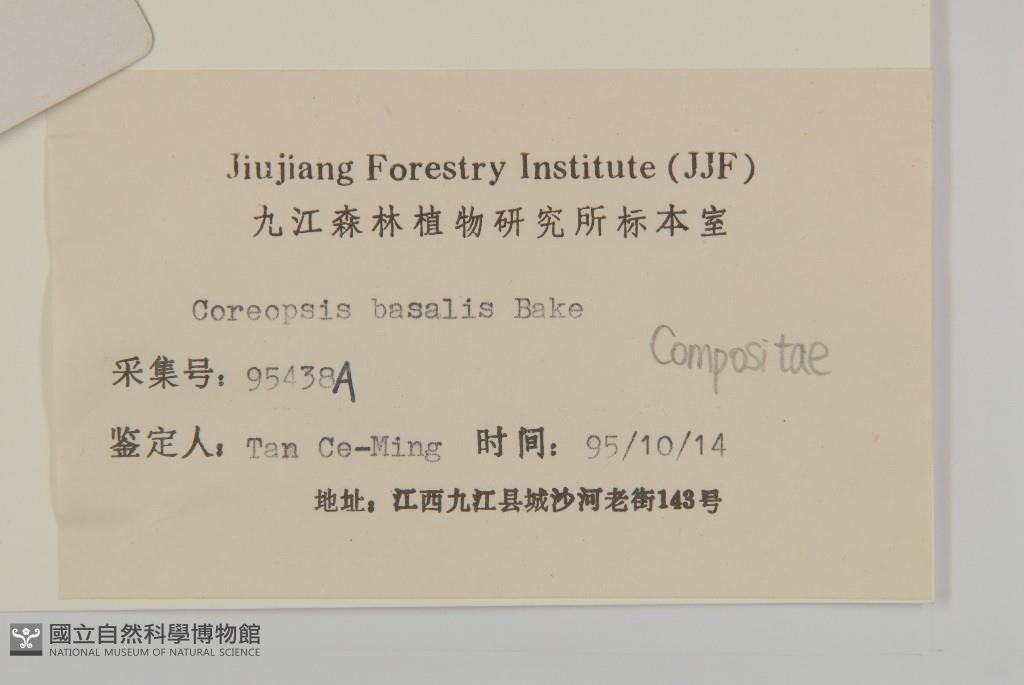 Jiujiang Forestry Institute (JJF)
九江森林植物研究所标本室
Coreopsis basalis Bake
Compositae
采集号: 95438A
鉴定人: Tan Ce-Ming 时间: 95/10/14
地址: 江西九江县城沙河老街143号
國立自然科學博物館
NATIONAL MUSEUM OF NATURAL SCIENCE